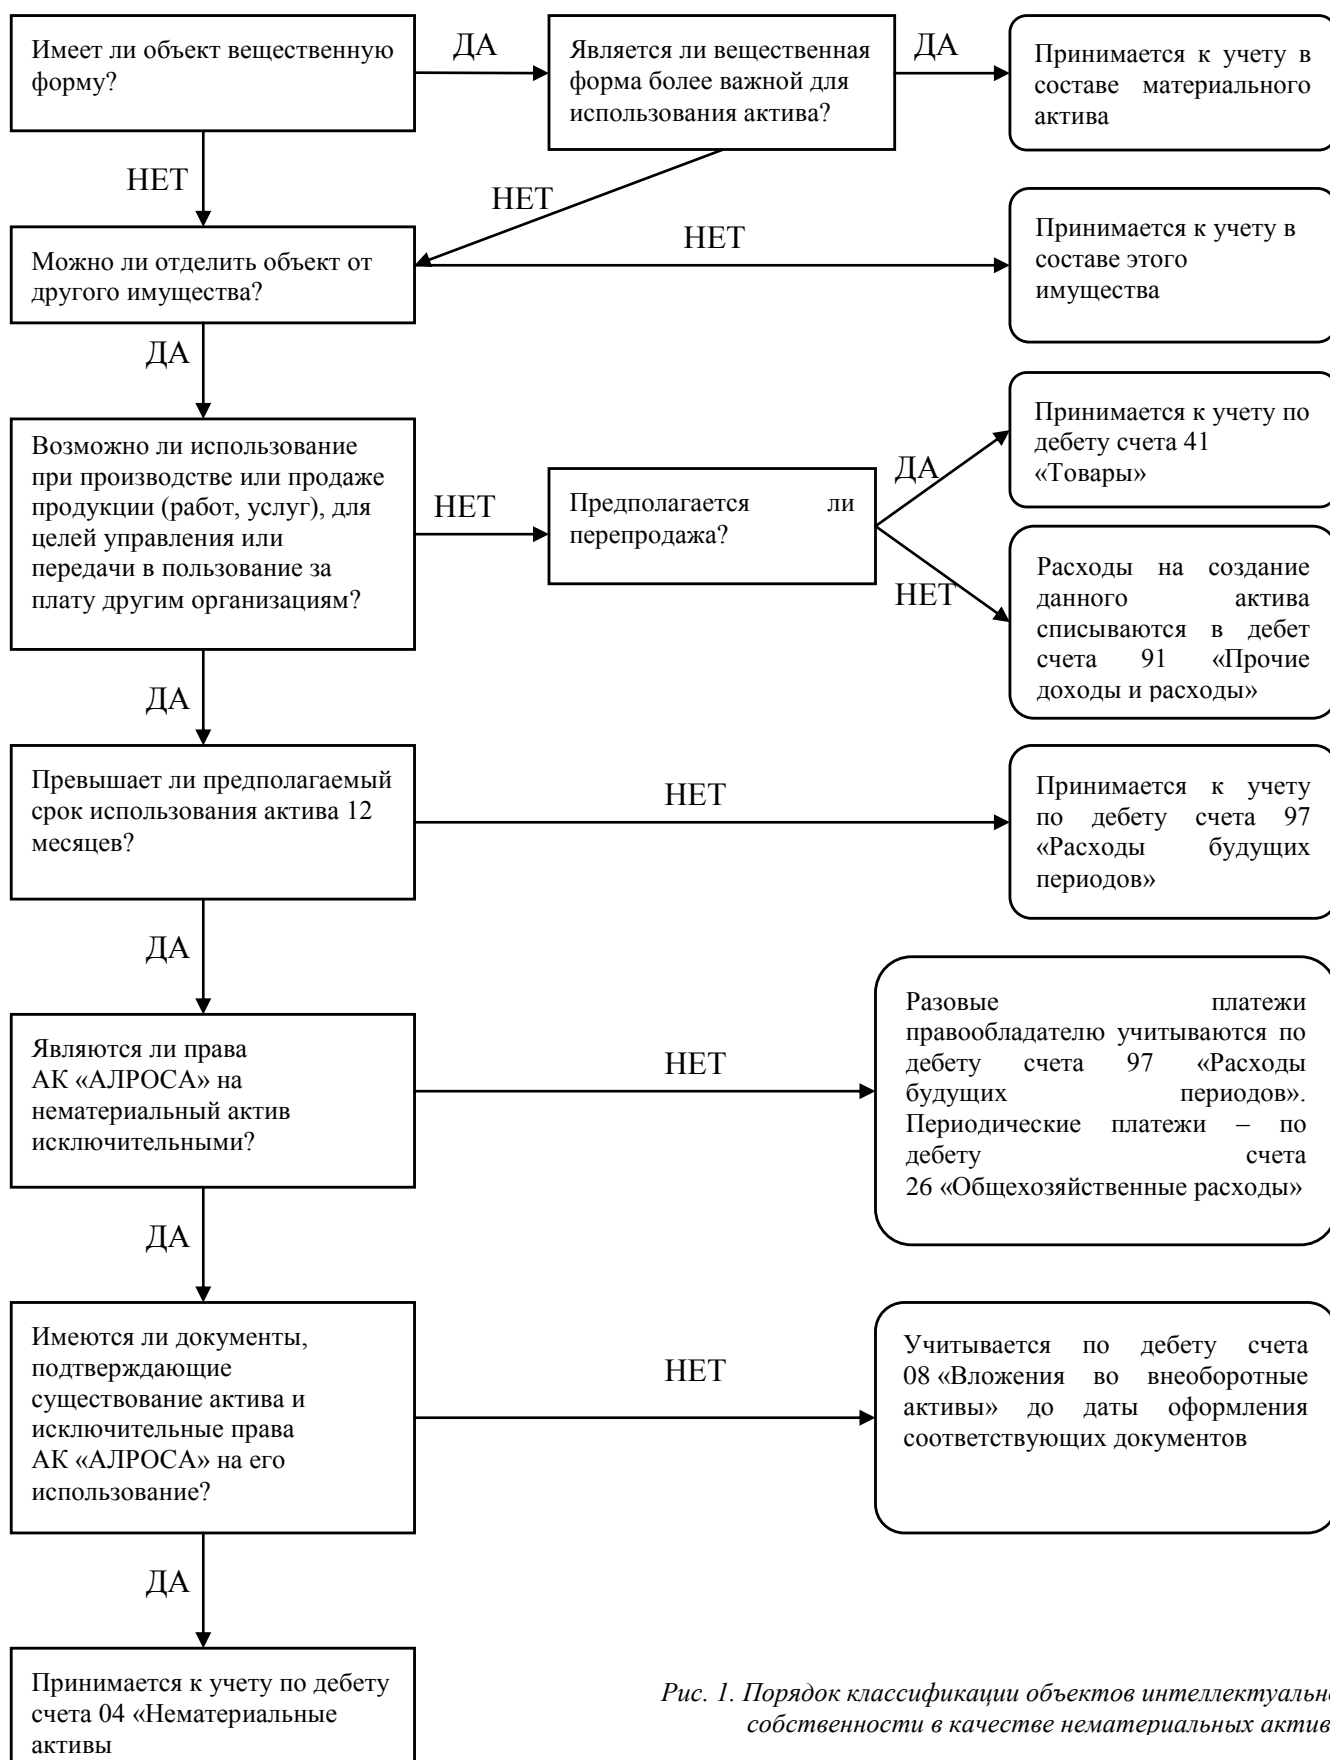 Имеет ли объект вещественную
форму?
ДА
Является ли вещественная
форма более важной для
использования актива?
ДА
Принимается к учету в
составе материального
актива
НЕТ
НЕТ
Можно ли отделить объект от
другого имущества?
НЕТ
Принимается к учету в
составе этого
имущества
ДА
Возможно ли использование
при производстве или продаже
продукции (работ, услуг), для
целей управления или
передачи в пользование за
плату другим организациям?
НЕТ
Предполагается ли
перепродажа?
ДА
Принимается к учету по
дебету счета 41
«Товары»
НЕТ
Расходы на создание
данного актива
списываются в дебет
счета 91 «Прочие
доходы и расходы»
ДА
Превышает ли предполагаемый
срок использования актива 12
месяцев?
НЕТ
Принимается к учету
по дебету счета 97
«Расходы будущих
периодов»
ДА
Являются ли права
АК «АЛРОСА» на
нематериальный актив
исключительными?
НЕТ
Разовые платежи
правообладателю учитываются по
дебету счета 97 «Расходы
будущих периодов».
Периодические платежи – по
дебету счета
26 «Общехозяйственные расходы»
ДА
Имеются ли документы,
подтверждающие
существование актива и
исключительные права
АК «АЛРОСА» на его
использование?
НЕТ
Учитывается по дебету счета
08 «Вложения во внеоборотные
активы» до даты оформления
соответствующих документов
ДА
Принимается к учету по дебету
счета 04 «Нематериальные
активы
Рис. 1. Порядок классификации объектов интеллектуально
собственности в качестве нематериальных актив